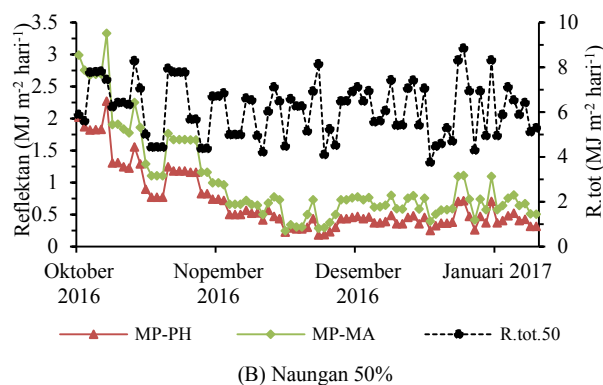 3.5
3
2.5
2
1.5
1
0.5
0
Reflektan (MJ m⁻² hari⁻¹)
10
8
6
4
2
0
R.tot (MJ m⁻² hari⁻¹)
Oktober 2016
Nopember 2016
Desember 2016
Januari 2017
MP-PH
MP-MA
R.tot.50
(B) Naungan 50%